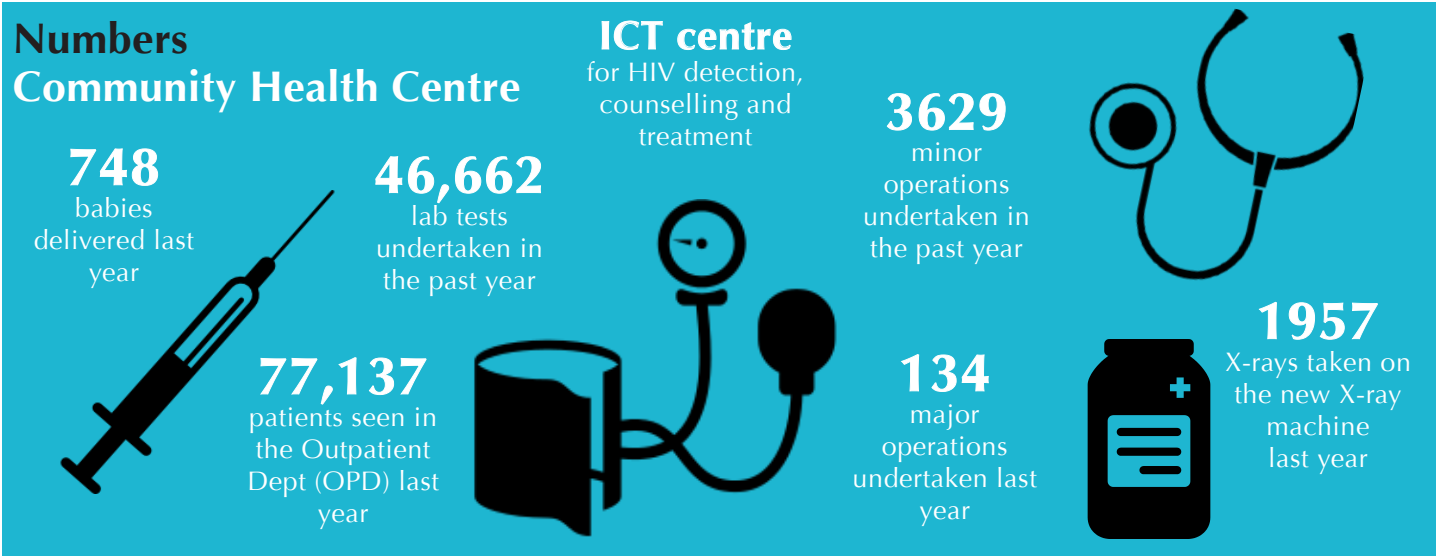 Numbers
Community Health Centre
748
babies
delivered last
year
46,662
lab tests
undertaken in
the past year
77,137
patients seen in
the Outpatient
Dept (OPD) last
year
ICT centre
for HIV detection,
counselling and
treatment
3629
minor
operations
undertaken in
the past year
134
major
operations
undertaken last
year
1957
X-rays taken on
the new X-ray
machine
last year